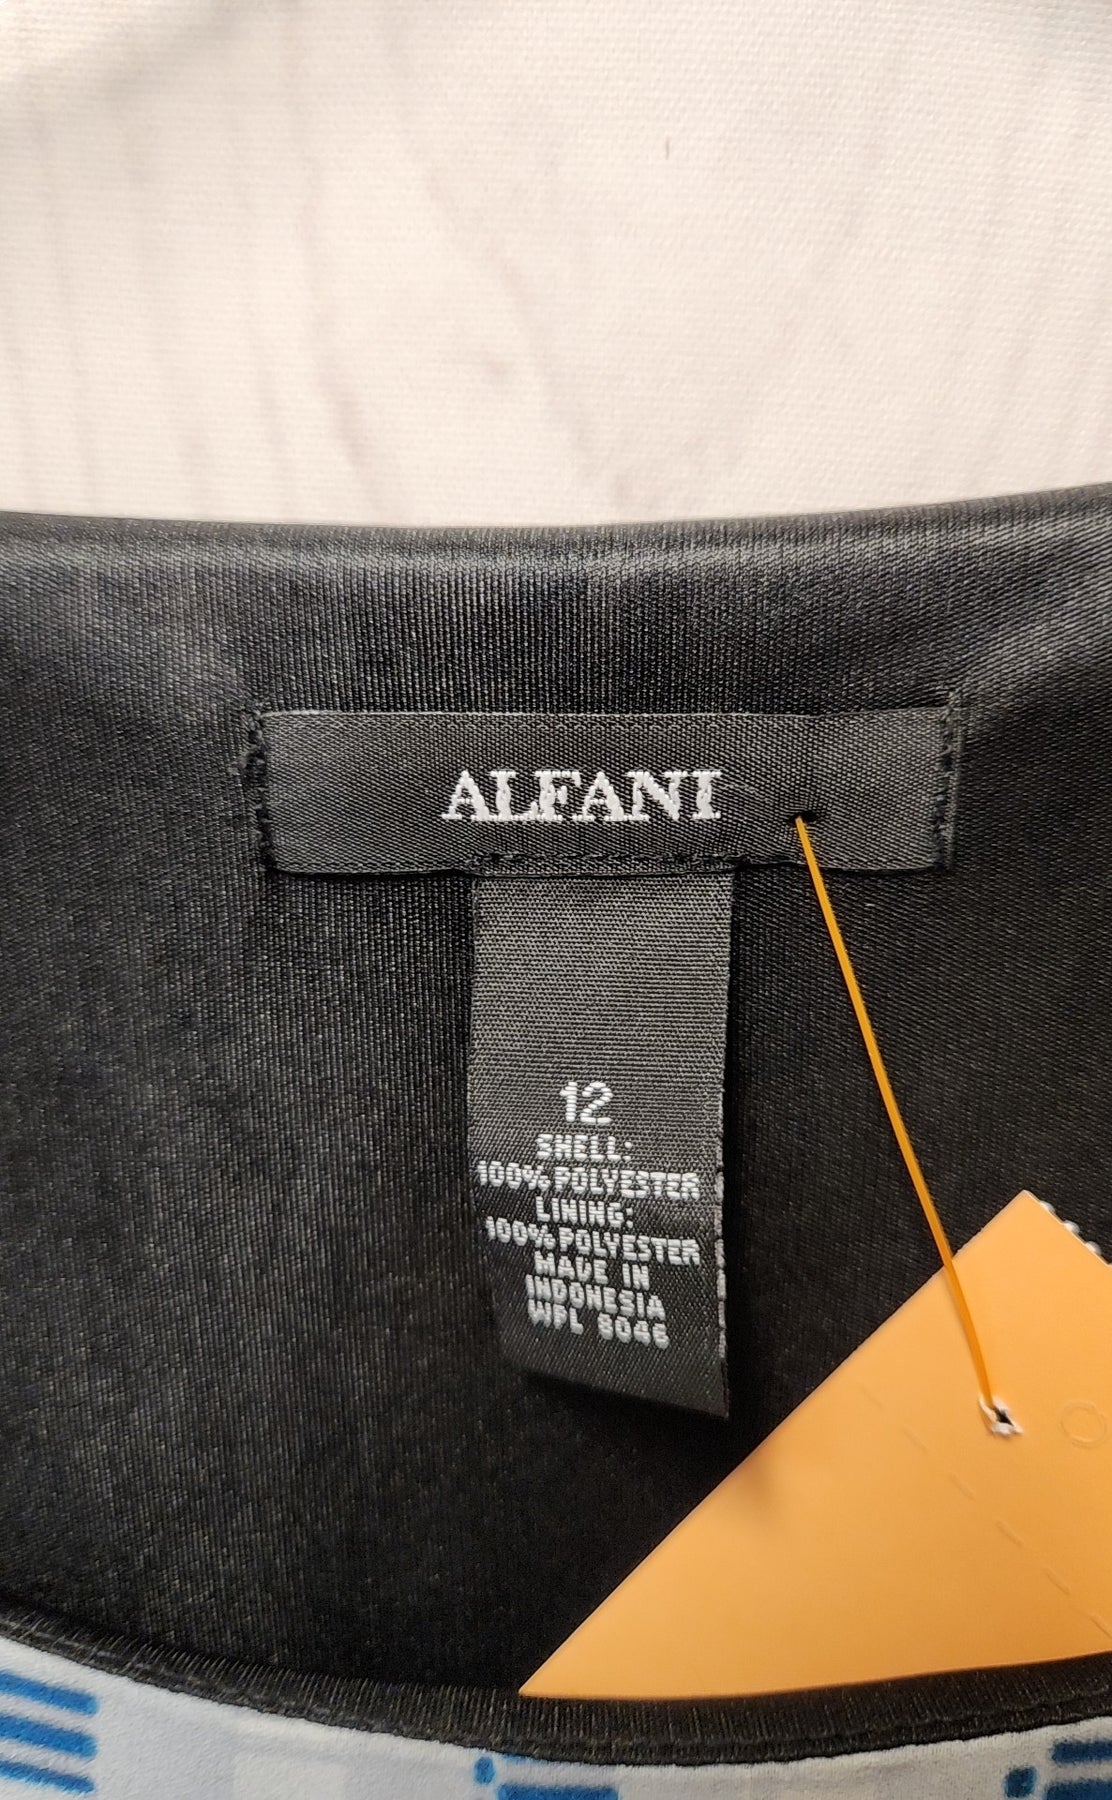 ALFANI
12
SHELL:
100% POLYESTER
LINING:
100% POLYESTER
MADE IN
INDONESIA
WPL 8046